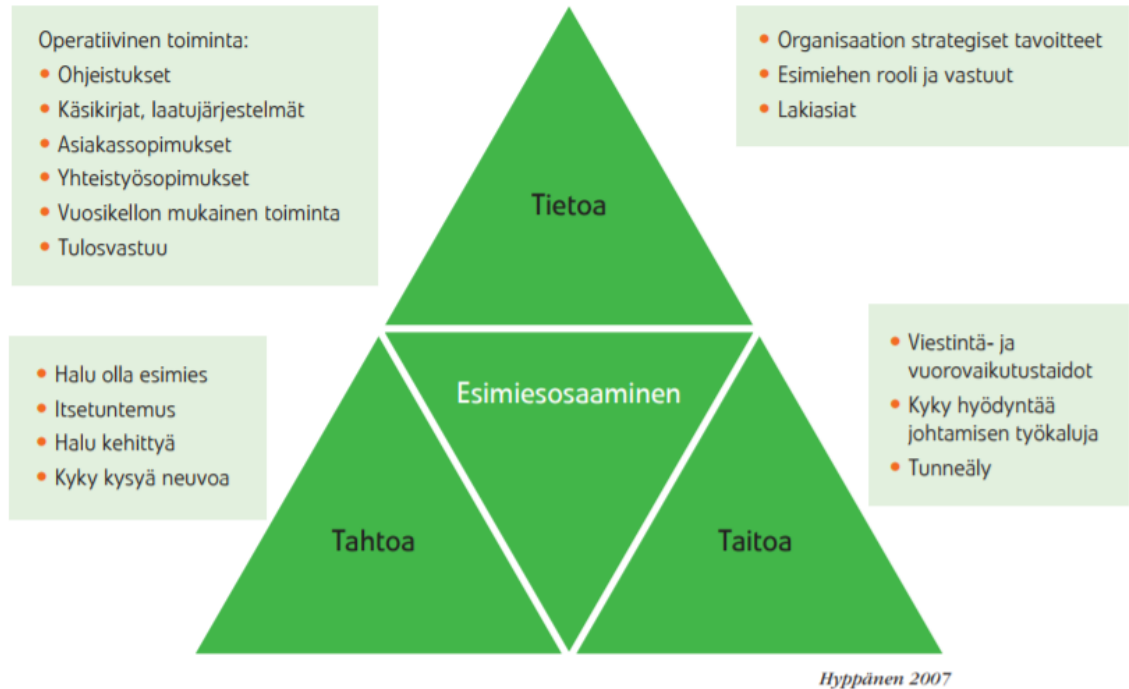 Operatiivinen toiminta:
• Ohjeistukset
• Käsikirjat, laatujärjestelmät
• Asiakassopimukset
• Yhteistyösopimukset
• Vuosikellon mukainen toiminta
• Tulosvastuu
• Organisaation strategiset tavoitteet
• Esimiehen rooli ja vastuut
• Lakiasiat
Tietoa
• Halu olla esimies
• Itsetuntemus
• Halu kehittyä
• Kyky kysyä neuvoa
Esimiesosaaminen
• Viestintä- ja
vuorovaikutustaidot
• Kyky hyödyntää
johtamisen työkaluja
• Tunneäly
Tahtoa
Taitoa
Hyppänen 2007